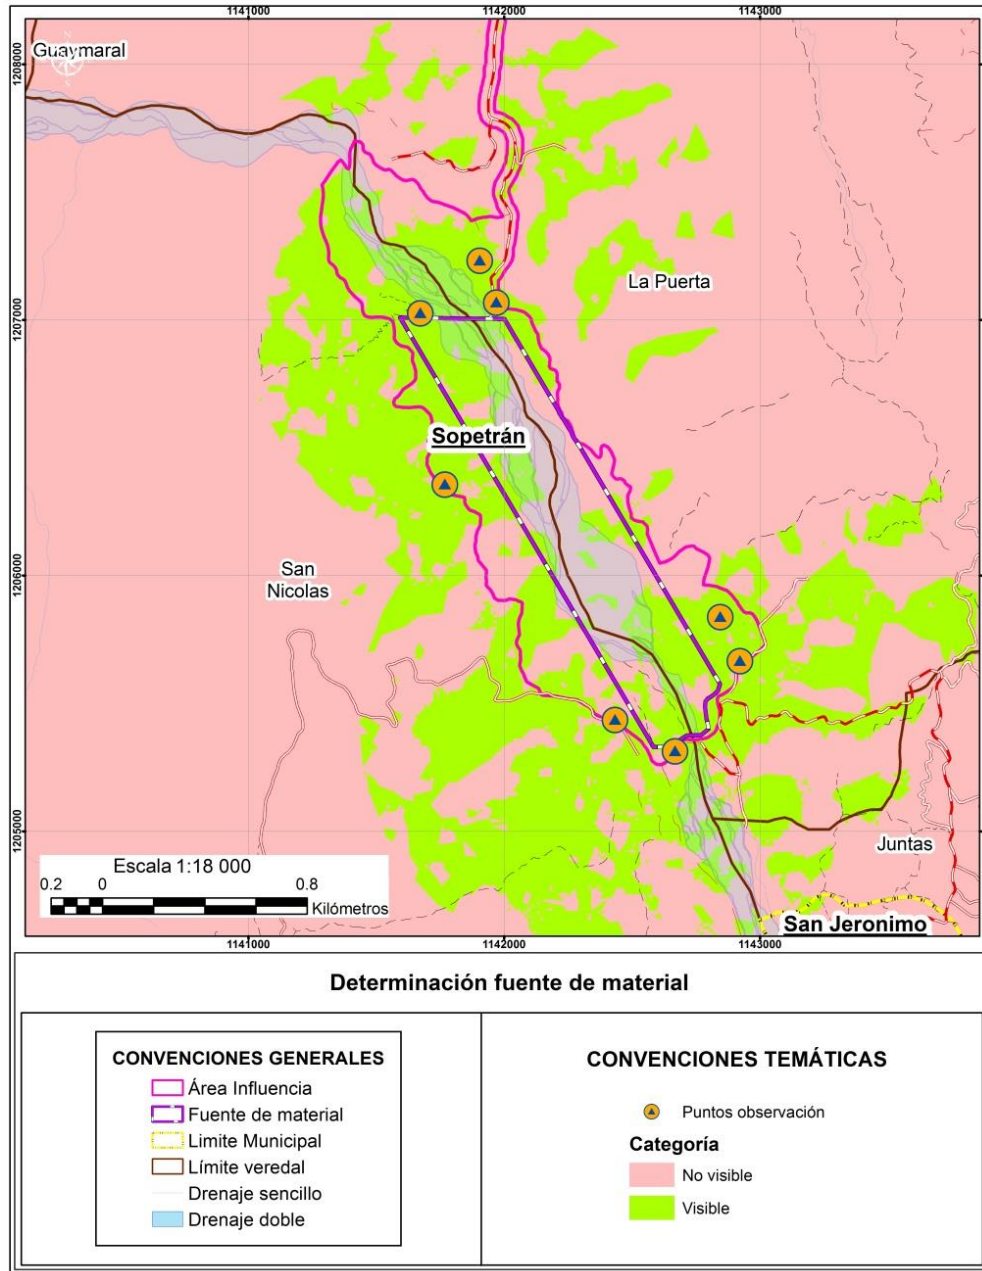 1141000
1142000
1143000
1208000
Guaymaral
La Puerta
1207000
Sopetrán
1206000
San
Nicolas
1205000
Juntas
San Jeronimo
Escala 1:18 000
0.2 0 0.8
Kilómetros
1141000
1142000
1143000
Determinación fuente de material
CONVENCIONES GENERALES
Área Influencia
Fuente de material
Limite Municipal
Límite veredal
Drenaje sencillo
Drenaje doble
CONVENCIONES TEMÁTICAS
Puntos observación
Categoría
No visible
Visible